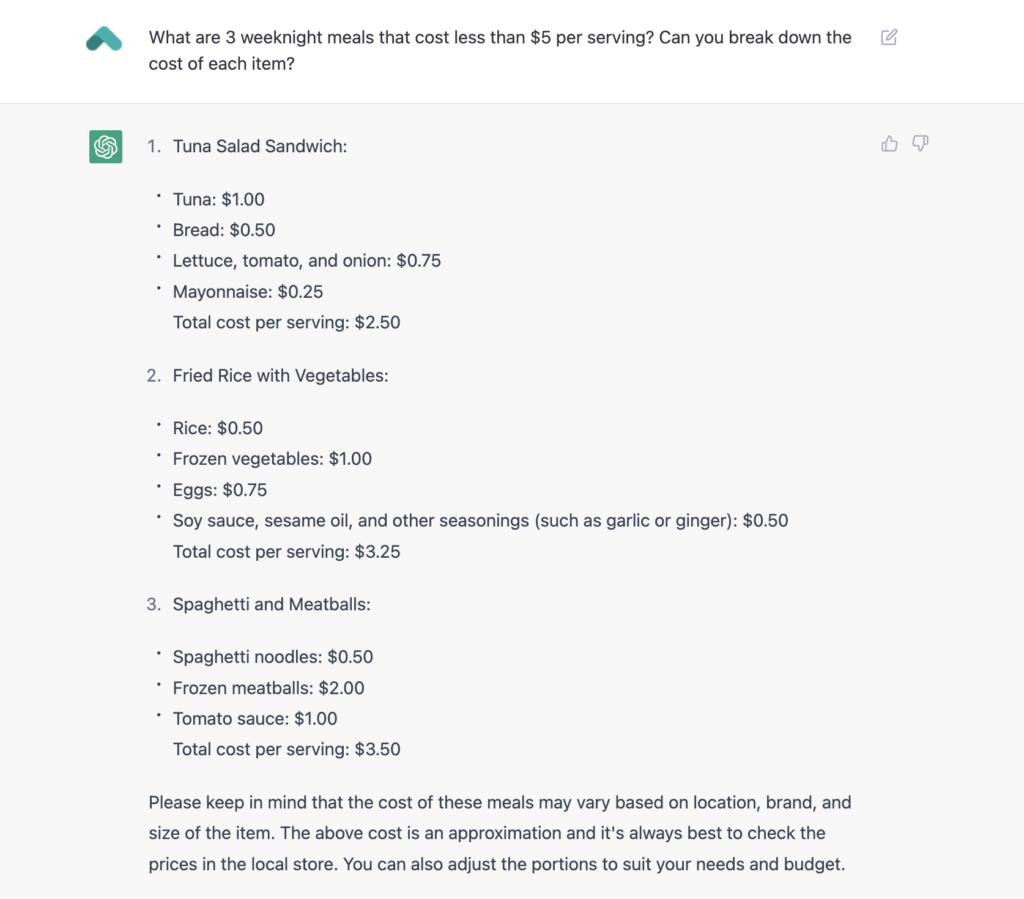 What are 3 weeknight meals that cost less than $5 per serving? Can you break down the
cost of each item?
1. Tuna Salad Sandwich:
• Tuna: $1.00
• Bread: $0.50
• Lettuce, tomato, and onion: $0.75
• Mayonnaise: $0.25
Total cost per serving: $2.50
2. Fried Rice with Vegetables:
• Rice: $0.50
• Frozen vegetables: $1.00
• Eggs: $0.75
• Soy sauce, sesame oil, and other seasonings (such as garlic or ginger): $0.50
Total cost per serving: $3.25
3. Spaghetti and Meatballs:
• Spaghetti noodles: $0.50
• Frozen meatballs: $2.00
• Tomato sauce: $1.00
Total cost per serving: $3.50
Please keep in mind that the cost of these meals may vary based on location, brand, and
size of the item. The above cost is an approximation and it's always best to check the
prices in the local store. You can also adjust the portions to suit your needs and budget.